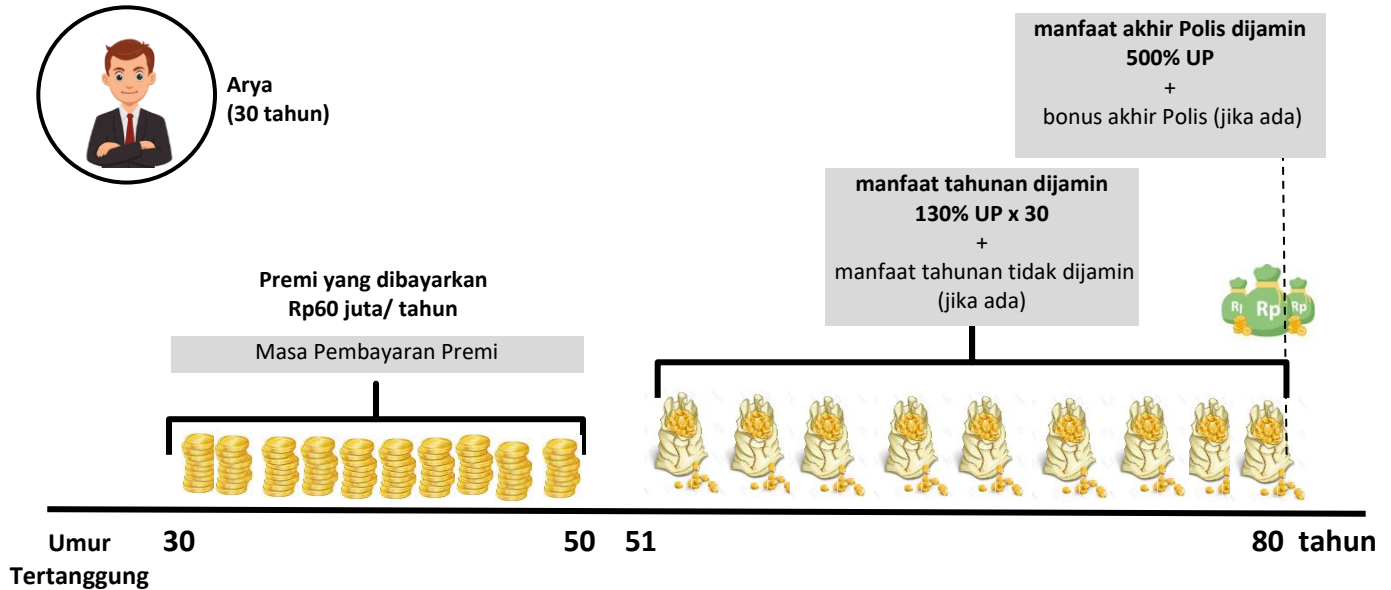 manfaat akhir Polis dijamin
500% UP
+
bonus akhir Polis (jika ada)
Arya
(30 tahun)
manfaat tahunan dijamin
130% UP x 30
+
manfaat tahunan tidak dijamin
(jika ada)
Premi yang dibayarkan
Rp60 juta/ tahun
Masa Pembayaran Premi
Rp Rp
Umur
Tertanggung
30
50
51
80 tahun